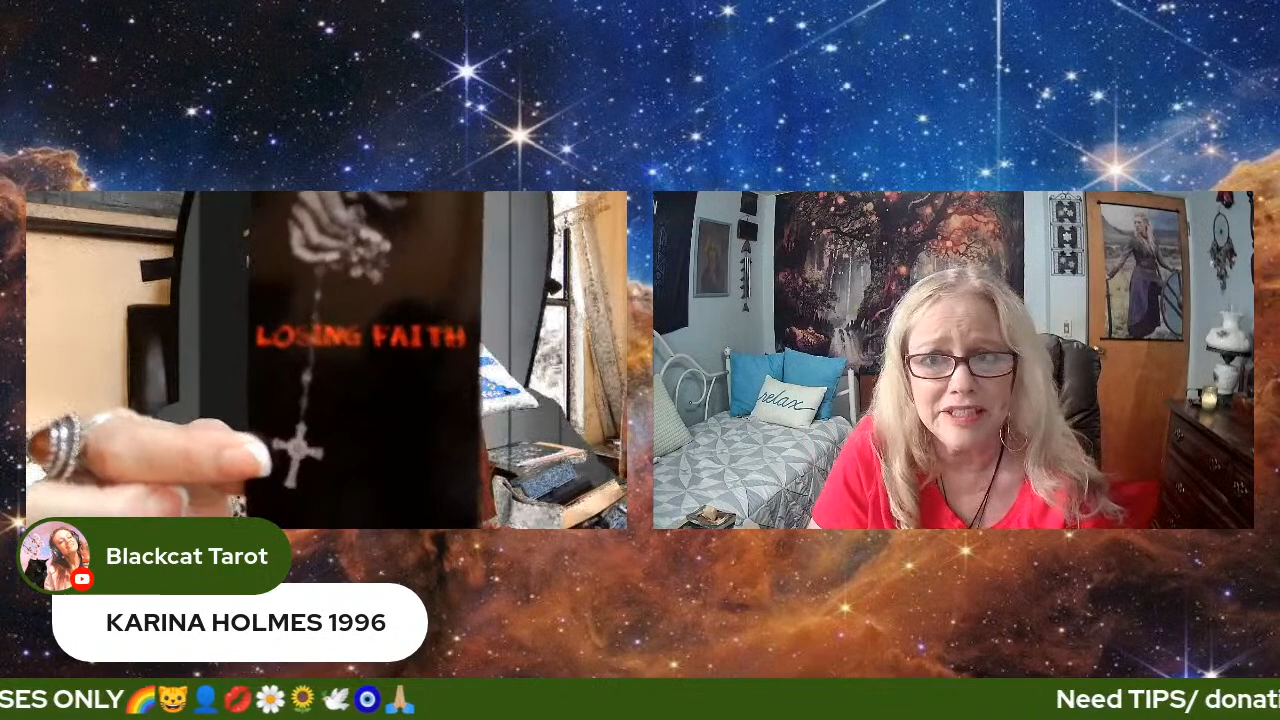 LOSING FAITH
relax
Blackcat Tarot
KARINA HOLMES 1996
SES ONLY🌈😺👤💋🌼🌻🕊🧿🙏🏼
Need TIPS/ donati